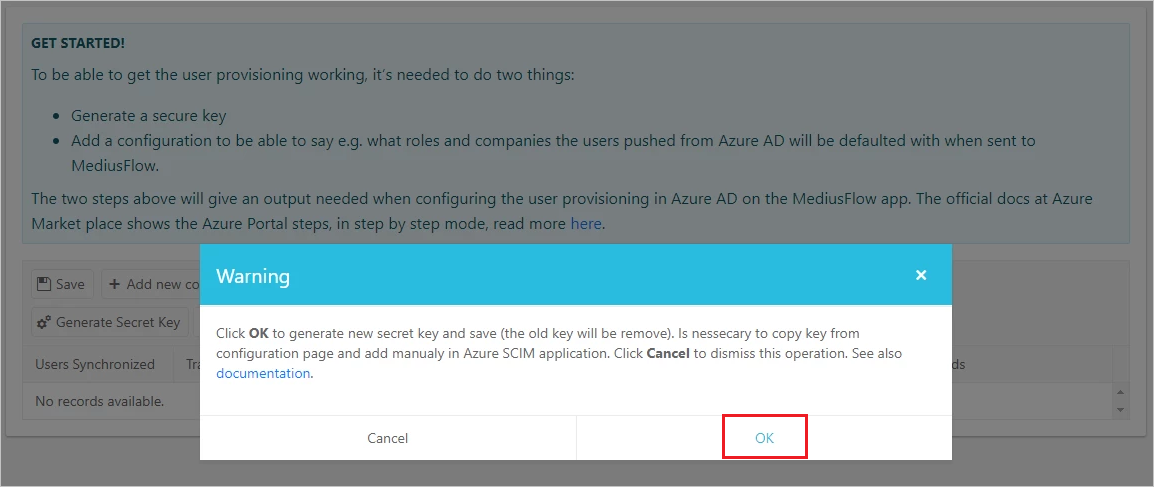 GET STARTED!
To be able to get the user provisioning working, it's needed to do two things:
• Generate a secure key
• Add a configuration to be able to say e.g. what roles and companies the users pushed from Azure AD will be defaulted with when sent to
MediusFlow.
The two steps above will give an output needed when configuring the user provisioning in Azure AD on the MediusFlow app. The official docs at Azure
Market place shows the Azure Portal steps, in step by step mode, read more here.
Warning
Save
Add new co
Generate Secret Key
Click OK to generate new secret key and save (the old key will be remove). Is nessecary to copy key from
configuration page and add manualy in Azure SCIM application. Click Cancel to dismiss this operation. See also
documentation.
Users Synchronized
Tra
ds
No records available.
Cancel
OK